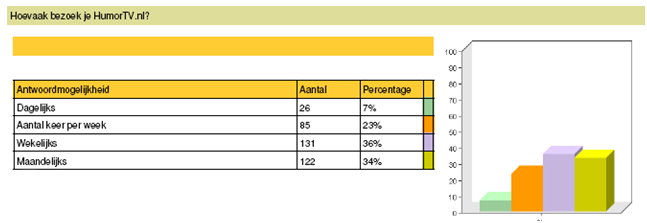 Hoevaak bezoek je HumorTV.nl?
Antwoordmogelijkheid Aantal Percentage
Dagelijks 26 7%
Aantal keer per week 85 23%
Wekelijks 131 36%
Maandelijks 122 34%
100
90
80
70
60
50
40
30
20
10
0